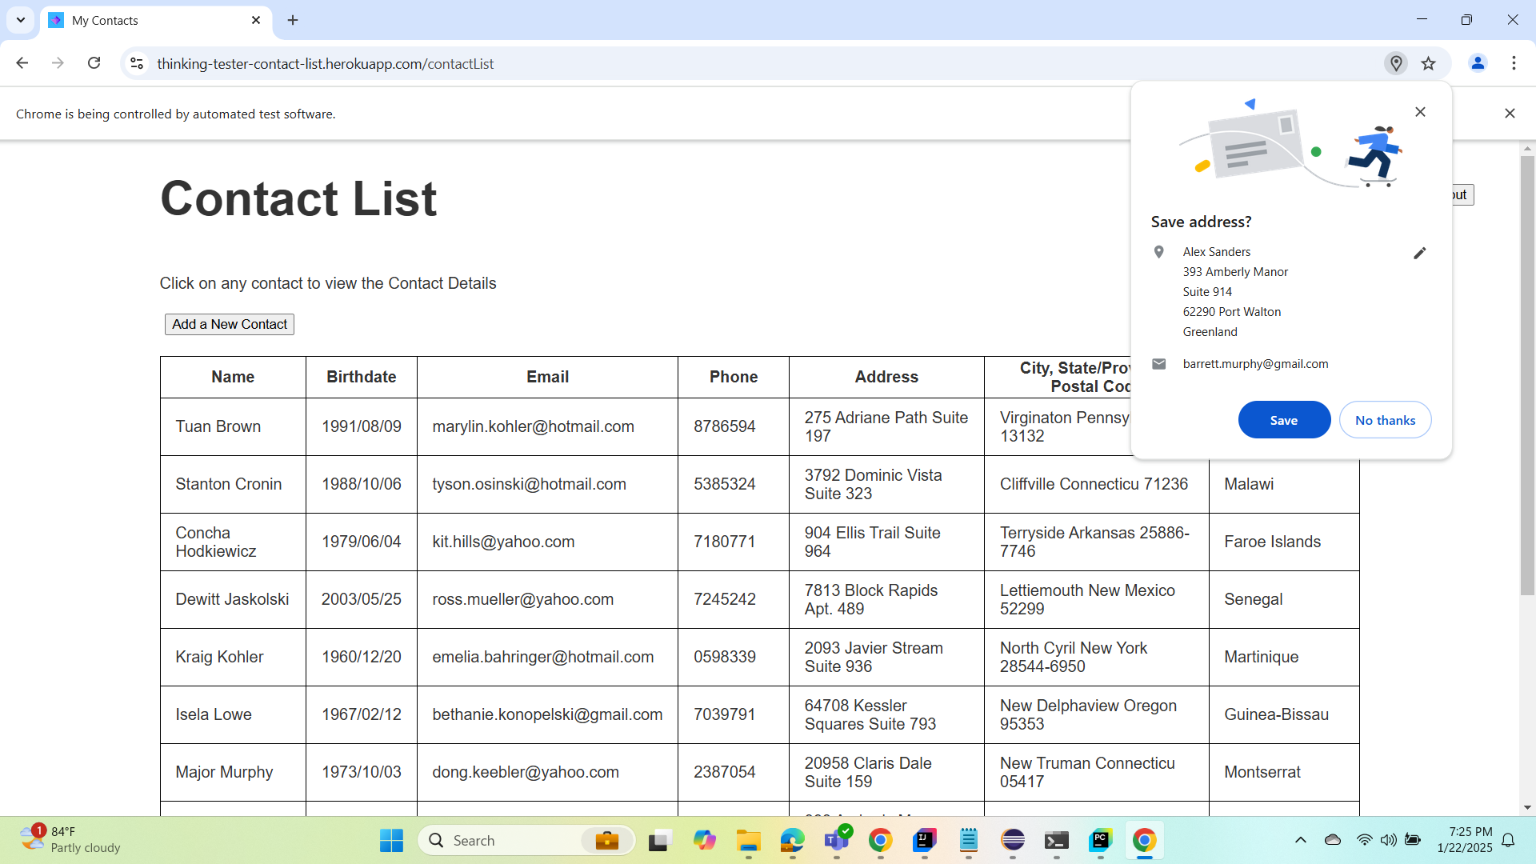 My Contacts
thinking-tester-contact-list.herokuapp.com/contactList
Chrome is being controlled by automated test software.
Contact List
out
Click on any contact to view the Contact Details
Add a New Contact
Save address?
Alex Sanders
393 Amberly Manor
Suite 914
62290 Port Walton
Greenland
barrett.murphy@gmail.com
Save No thanks
Name Birthdate Email Phone Address City, State/Prov
Postal Cod
Tuan Brown 1991/08/09 marylin.kohler@hotmail.com 8786594 275 Adriane Path Suite
197 Virginaton Pennsy
13132
Stanton Cronin 1988/10/06 tyson.osinski@hotmail.com 5385324 3792 Dominic Vista
Suite 323 Cliffville Connecticu 71236 Malawi
Concha
Hodkiewicz 1979/06/04 kit.hills@yahoo.com 7180771 904 Ellis Trail Suite
964 Terryside Arkansas 25886-
7746 Faroe Islands
Dewitt Jaskolski 2003/05/25 ross.mueller@yahoo.com 7245242 7813 Block Rapids
Apt. 489 Lettiemouth New Mexico
52299 Senegal
Kraig Kohler 1960/12/20 emelia.bahringer@hotmail.com 0598339 2093 Javier Stream
Suite 936 North Cyril New York
28544-6950 Martinique
Isela Lowe 1967/02/12 bethanie.konopelski@gmail.com 7039791 64708 Kessler
Squares Suite 793 New Delphaview Oregon
95353 Guinea-Bissau
Major Murphy 1973/10/03 dong.keebler@yahoo.com 2387054 20958 Claris Dale
Suite 159 New Truman Connecticu
05417 Montserrat
1
84°F
Partly cloudy
Search
7:25 PM
1/22/2025